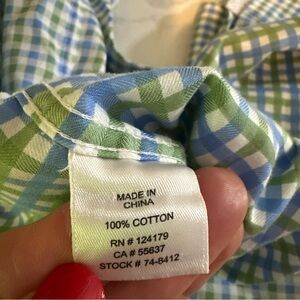 MADE IN
CHINA
100% COTTON
RN # 124179
CA # 55637
STOCK # 74-8412